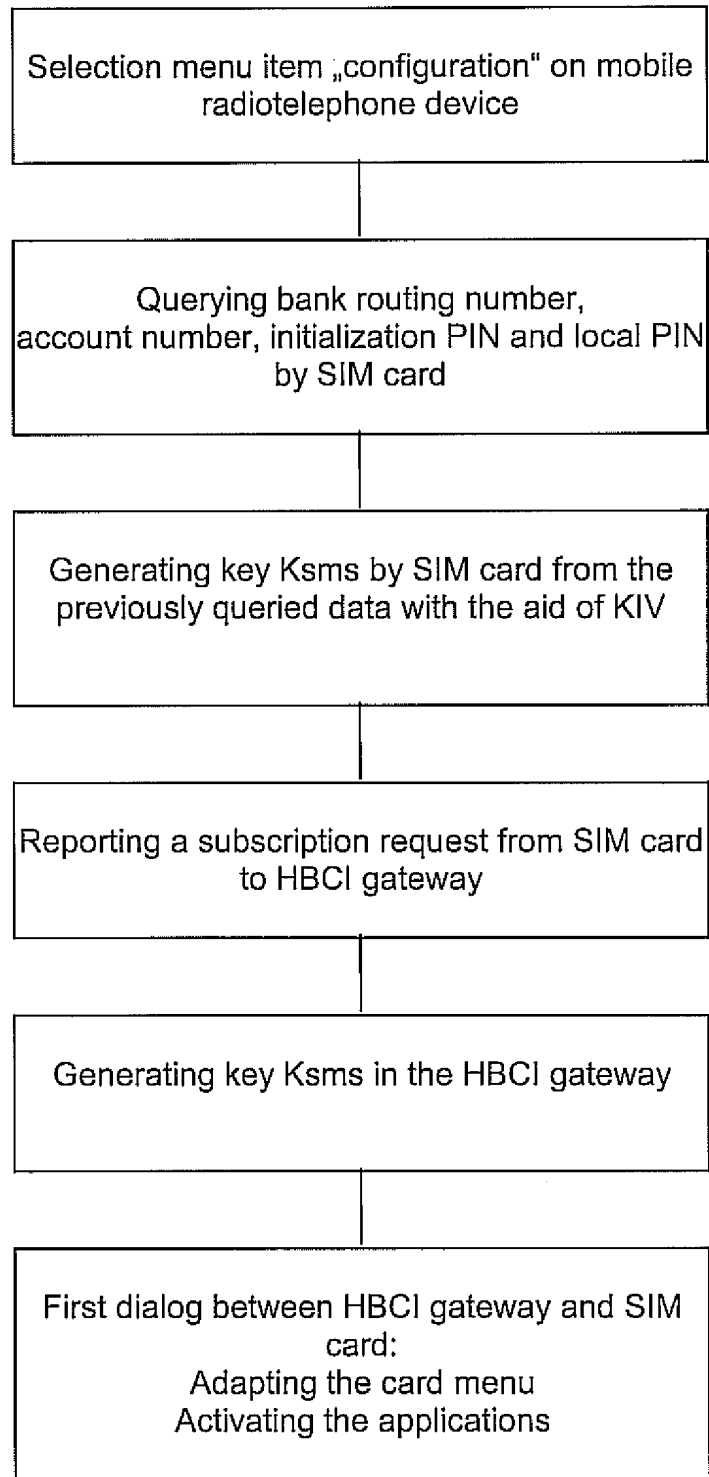 Selection menu item „configuration“ on mobile
radiotelephone device
Querying bank routing number,
account number, initialization PIN and local PIN
by SIM card
Generating key Ksms by SIM card from the
previously queried data with the aid of KIV
Reporting a subscription request from SIM card
to HBCI gateway
Generating key Ksms in the HBCI gateway
First dialog between HBCI gateway and SIM
card:
Adapting the card menu
Activating the applications